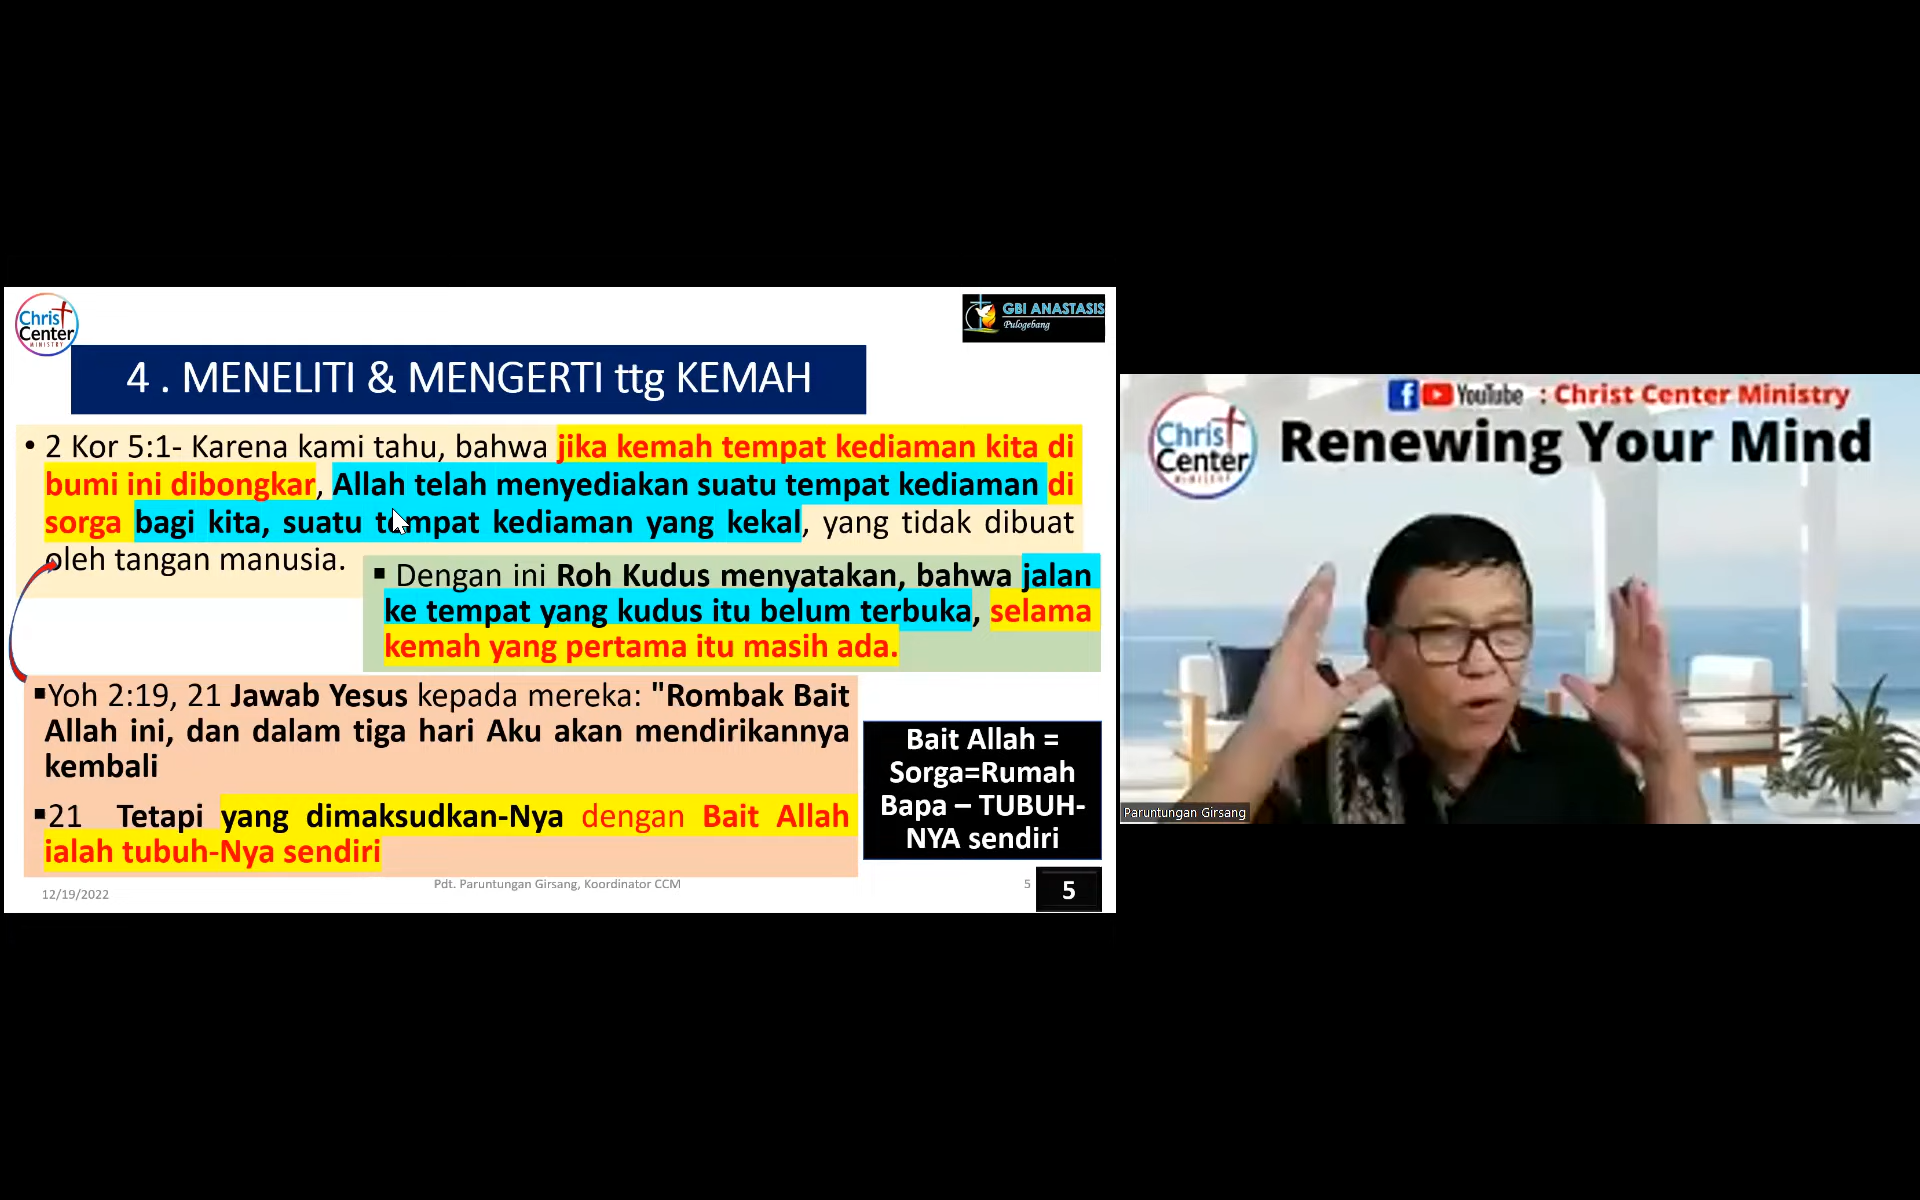 Christ
Center
MINISTRY
GBI ANASTASIS
Pulogebang
4 . MENELITI & MENGERTI ttg KEMAH
• 2 Kor 5:1- Karena kami tahu, bahwa jika kemah tempat kediaman kita di
bumi ini dibongkar, Allah telah menyediakan suatu tempat kediaman di
sorga bagi kita, suatu tempat kediaman yang kekal, yang tidak dibuat
oleh tangan manusia.
▪ Dengan ini Roh Kudus menyatakan, bahwa jalan
ke tempat yang kudus itu belum terbuka, selama
kemah yang pertama itu masih ada.
▪Yoh 2:19, 21 Jawab Yesus kepada mereka: "Rombak Bait
Allah ini, dan dalam tiga hari Aku akan mendirikannya
kembali
▪21 Tetapi yang dimaksudkan-Nya dengan Bait Allah
ialah tubuh-Nya sendiri
Bait Allah =
Sorga=Rumah
Bapa – TUBUH-
NYA sendiri
12/19/2022
Pdt. Paruntungan Girsang, Koordinator CCM
5
5
YouTube : Christ Center Ministry
Christ
Center
MINISTRY
Renewing Your Mind
Paruntungan Girsang